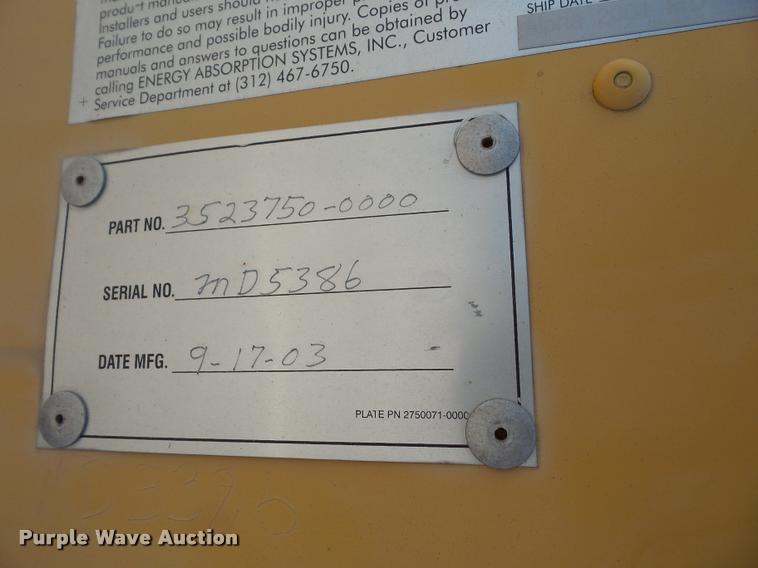 product manual
Installers and users should
Failure to do so may result in improper
performance and possible bodily injury. Copies of
manuals and answers to questions can be obtained by
calling ENERGY ABSORPTION SYSTEMS, INC., Customer
Service Department at (312) 467-6750.
SHIP DATE
PART NO. 3523750-0000
SERIAL NO. MD5386
DATE MFG. 9-17-03
PLATE PN 2750071-0000
Purple Wave Auction